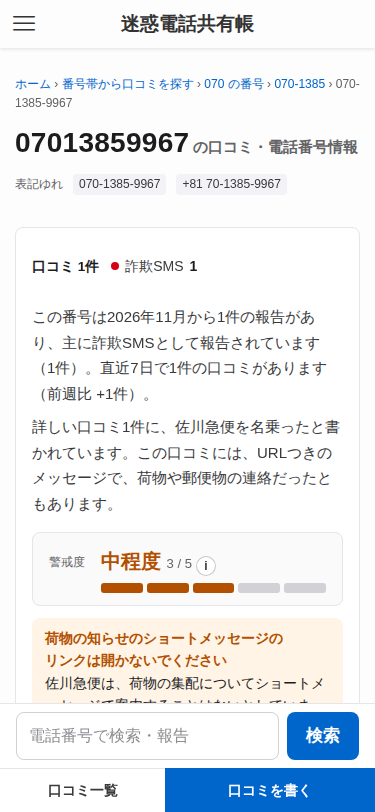 迷惑電話共有帳
ホーム › 番号帯から口コミを探す › 070 の番号 › 070-1385 › 070-
1385-9967
07013859967 の口コミ・電話番号情報
表記ゆれ 070-1385-9967 +81 70-1385-9967
口コミ 1件 詐欺SMS 1
この番号は2026年11月から1件の報告があ
り、主に詐欺SMSとして報告されています
（1件）。直近7日で1件の口コミがあります
（前週比 +1件）。
詳しい口コミ1件に、佐川急便を名乗ったと書
かれています。この口コミには、URLつきの
メッセージで、荷物や郵便物の連絡だったと
もあります。
警戒度 中程度 3 / 5 i
荷物の知らせのショートメッセージの
リンクは開かないでください
佐川急便は、荷物の集配についてショートメ
電話番号で検索・報告 検索
口コミ一覧 口コミを書く